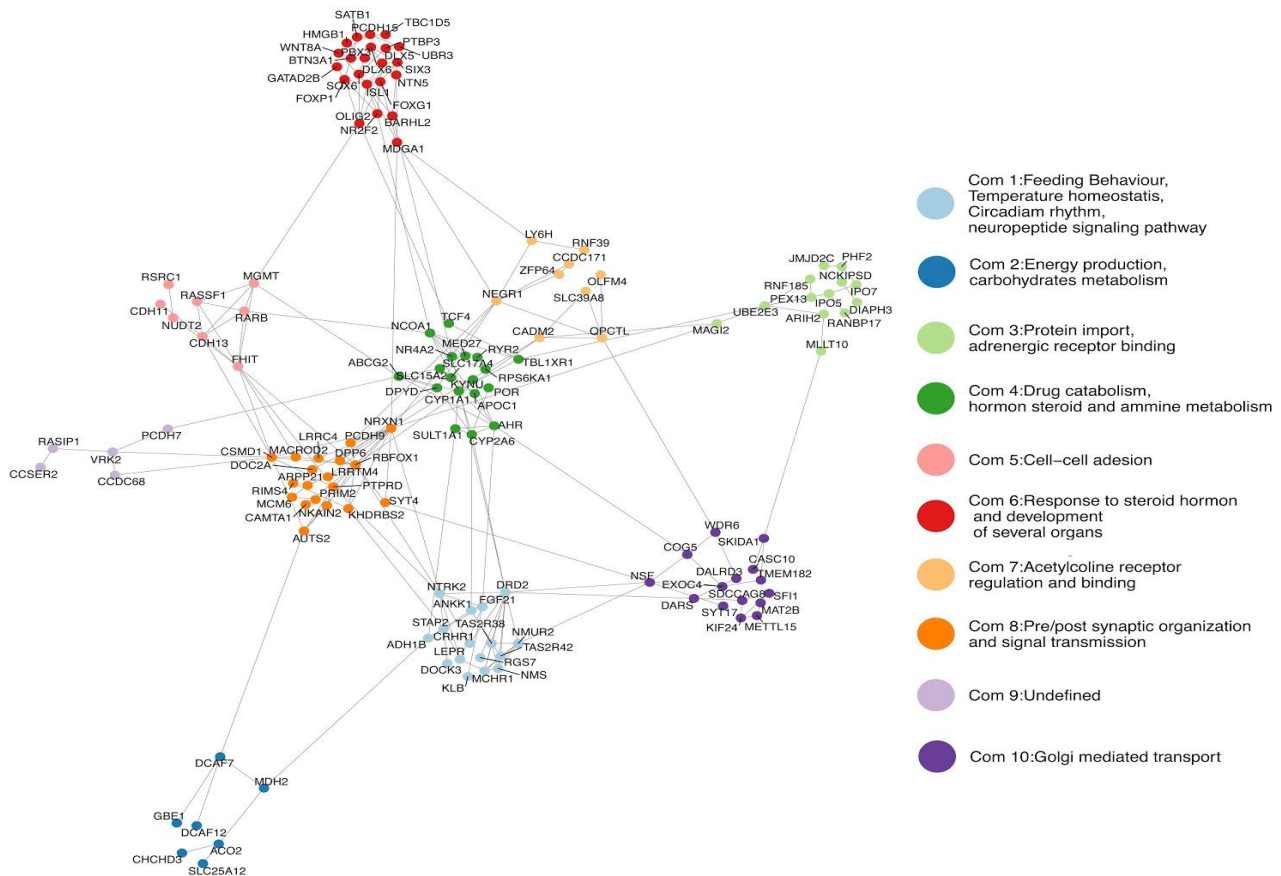 SATB1
PCDH15
TBC1D5
HMGB1
PTBP3
WNT8A
PBX3
DLX5
UBR3
BTN3A1
DLX6
SIX3
GATAD2B
SOX6
NTN5
ISL1
FOXP1
FOXG1
OLIG2
BARHL2
NR2F2
MDGA1
LY6H
RNF39
CCDC171
ZFP64
OLFM4
SLC39A8
NEGR1
CADM2
QPCTL
JMJD2C
PHF2
NCKIPSD
RNF185
IPO7
PEX13
IPO5
DIAPH3
UBE2E3
ARIH2
RANBP17
MAGI2
MLLT10
RSRC1
MGMT
RASSF1
CDH11
RARB
NUDT2
CDH13
FHIT
TCF4
NCOA1
MED27
NR4A2
RYR2
ABCG2
SLC17A4
TBL1XR1
SLC15A2
RPS6KA1
KYNU
DPYD
POR
CYP1A1
APOC1
AHR
SULT1A1
CYP2A6
NRXN1
PCDH7
RASIP1
VRK2
CCSER2
CCDC68
LRRC4
PCDH9
CSMD1
MACROD2
DPP6
RBFOX1
DOC2A
LRRTM4
ARPP21
PTPRD
RIMS4
PRIM2
MCM6
SYT4
CAMTA1
NKAIN2
KHDRBS2
AUTS2
WDR6
SKIDA1
COG5
CASC10
DALRD3
NSF
TMEM182
EXOC4
SDCCAG8
SFI1
DARS
MAT2B
SYT17
KIF24
METTL15
NTRK2
DRD2
ANKK1
FGF21
STAP2
TAS2R38
NMUR2
ADH1B
CRHR1
TAS2R42
LEPR
RGS7
DOCK3
NMS
MCHR1
KLB
DCAF7
MDH2
GBE1
DCAF12
CHCHD3
ACO2
SLC25A12
Com 1:Feeding Behaviour,
Temperature homeostatis,
Circadiam rhythm,
neuropeptide signaling pathway
Com 2:Energy production,
carbohydrates metabolism
Com 3:Protein import,
adrenergic receptor binding
Com 4:Drug catabolism,
hormon steroid and ammine metabolism
Com 5:Cell−cell adesion
Com 6:Response to steroid hormon
and development
of several organs
Com 7:Acetylcoline receptor
regulation and binding
Com 8:Pre/post synaptic organization
and signal transmission
Com 9:Undefined
Com 10:Golgi mediated transport